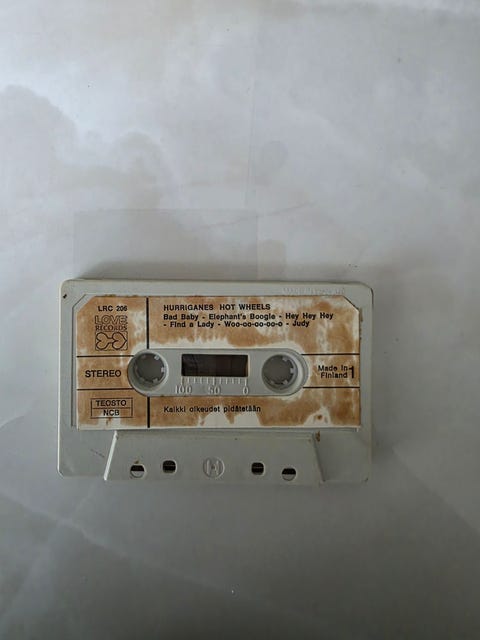 LRC 206
LOVE
RECORDS
HURRIGANES HOT WHEELS
Bad Baby - Elephant's Boogie - Hey Hey Hey
- Find a Lady - Woo-oo-oo-oo-o - Judy
STEREO
100 50 0
Made in
Finland
1
TEOSTO
NCB
Kaikki oikeudet pidätetään